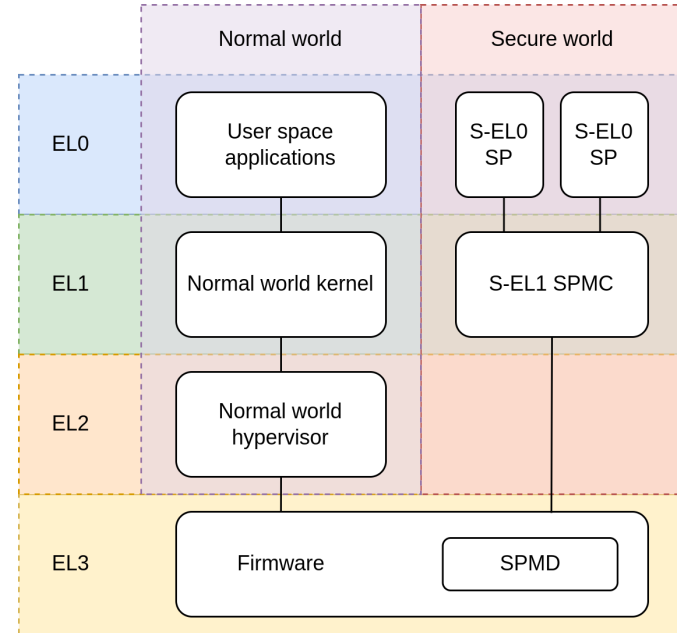 Normal world
Secure world
EL0
User space
applications
S-EL0
SP
S-EL0
SP
EL1
Normal world kernel
S-EL1 SPMC
EL2
Normal world
hypervisor
EL3
Firmware
SPMD